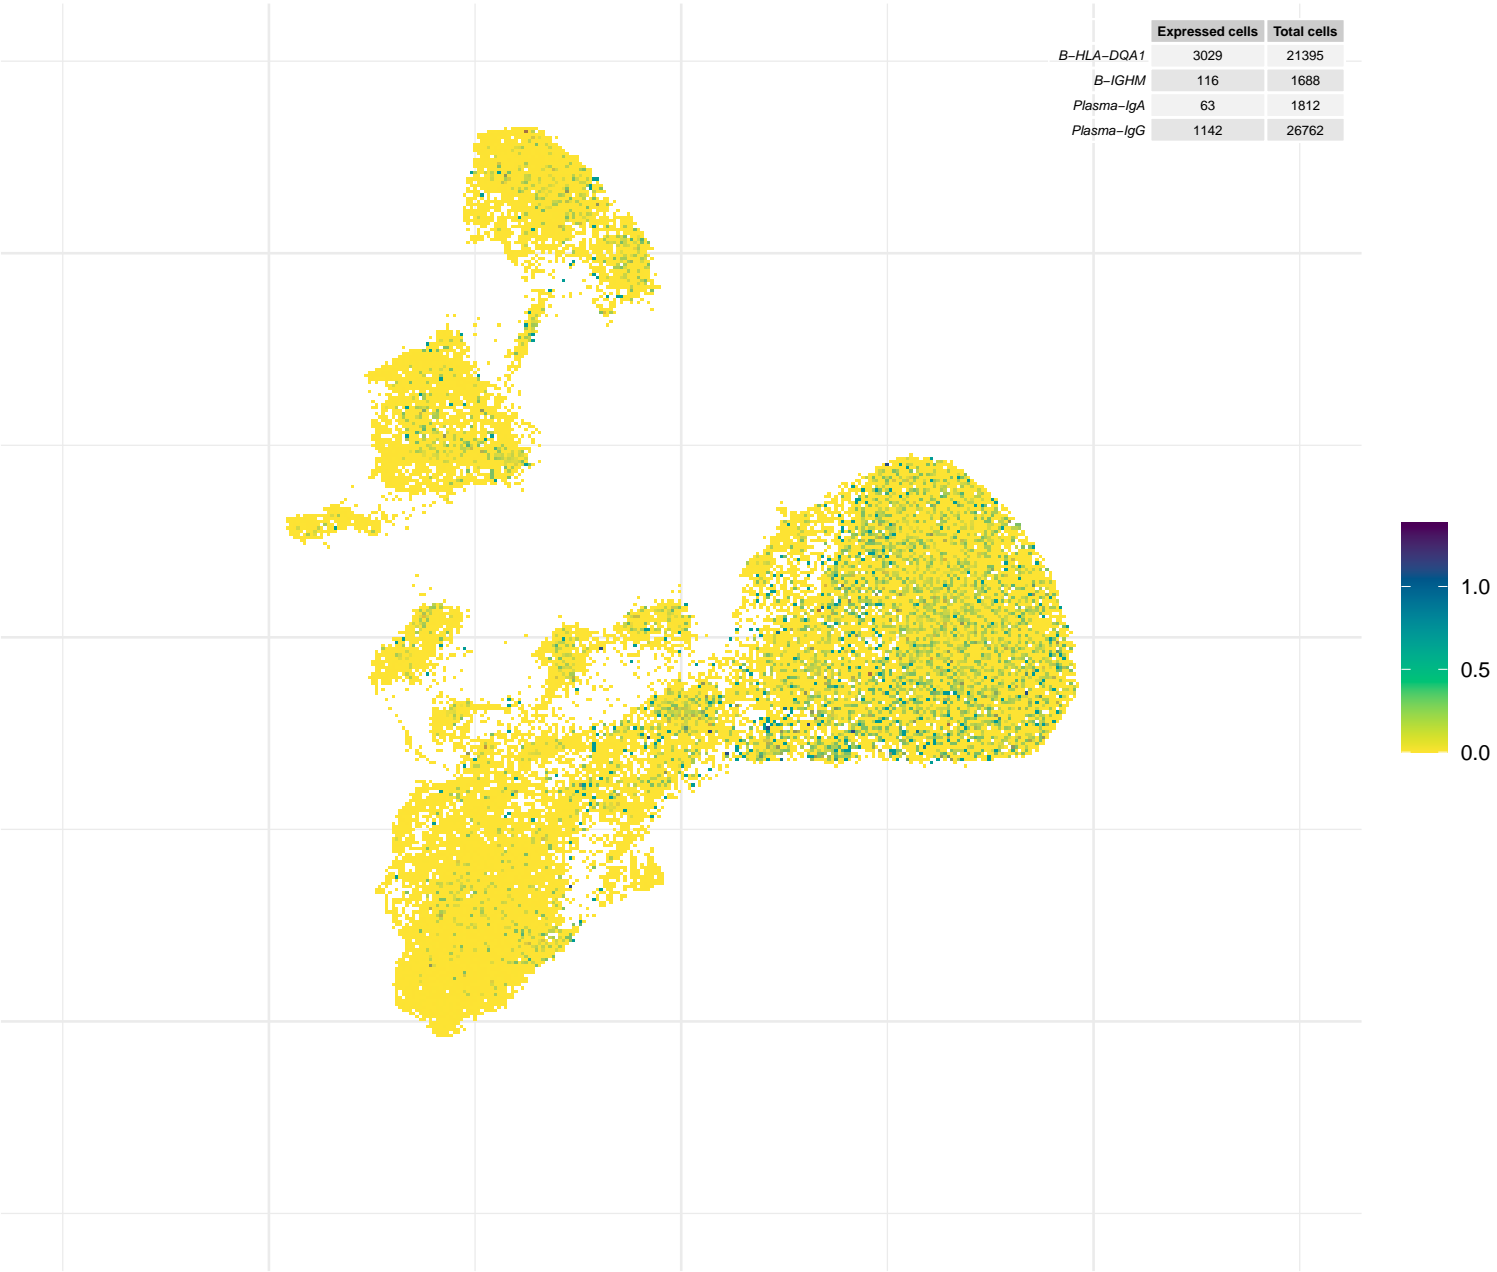 Expressed cells Total cells
B−HLA−DQA1 3029 21395
B−IGHM 116 1688
Plasma−IgA 63 1812
Plasma−IgG 1142 26762
1.0
0.5
0.0